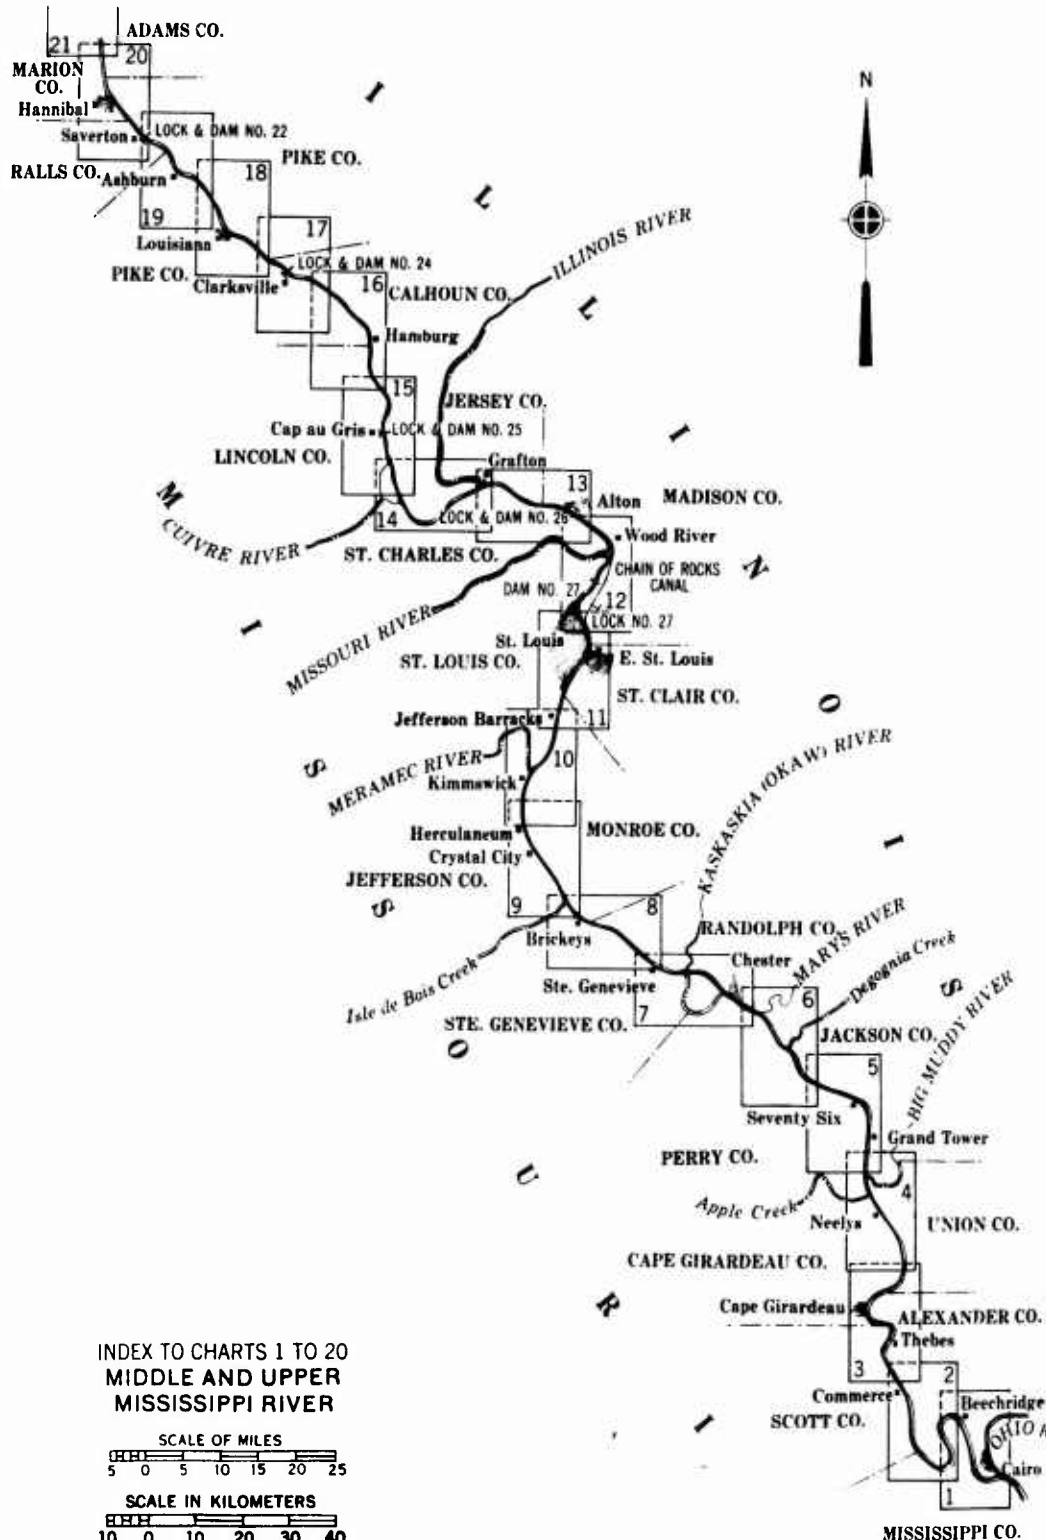 ADAMS CO.
21
20
MARION
CO.
Hannibal
Saverton
LOCK & DAM NO. 22
PIKE CO.
RALLS CO.
Ashburn
18
19
Louisiana
17
PIKE CO.
LOCK & DAM NO. 24
Clarksville
16
CALHOUN CO.
ILLINOIS RIVER
Hamburg
15
JERSEY CO.
Cap au Gris
LOCK & DAM NO. 25
LINCOLN CO.
Grafton
13
Alton
MADISON CO.
14
LOCK & DAM NO. 26
CUIVRE RIVER
Wood River
ST. CHARLES CO.
CHAIN OF ROCKS
CANAL
DAM NO. 27
12
LOCK NO. 27
MISSOURI RIVER
St. Louis
ST. LOUIS CO.
E. St. Louis
ST. CLAIR CO.
Jefferson Barracks
11
10
MERAMEC RIVER
Kimmswick
KASKASKIA (OKAW) RIVER
Herculaneum
MONROE CO.
Crystal City
JEFFERSON CO.
9
8
Brickeys
RANDOLPH CO.
MARYS RIVER
Chester
Degognia Creek
Isle de Bois Creek
Ste. Genevieve
7
6
STE. GENEVIEVE CO.
JACKSON CO.
BIG MUDDY RIVER
5
Seventy Six
Grand Tower
PERRY CO.
4
Apple Creek
Neelys
UNION CO.
CAPE GIRARDEAU CO.
Cape Girardeau
ALEXANDER CO.
Thebes
3
2
Commerce
Beechridge
SCOTT CO.
OHIO R
Cairo
1
MISSISSIPPI CO.
ILLINOIS
MISSOURI
N
INDEX TO CHARTS 1 TO 20
MIDDLE AND UPPER
MISSISSIPPI RIVER
SCALE OF MILES
5 0 5 10 15 20 25
SCALE IN KILOMETERS
10 0 10 20 30 40